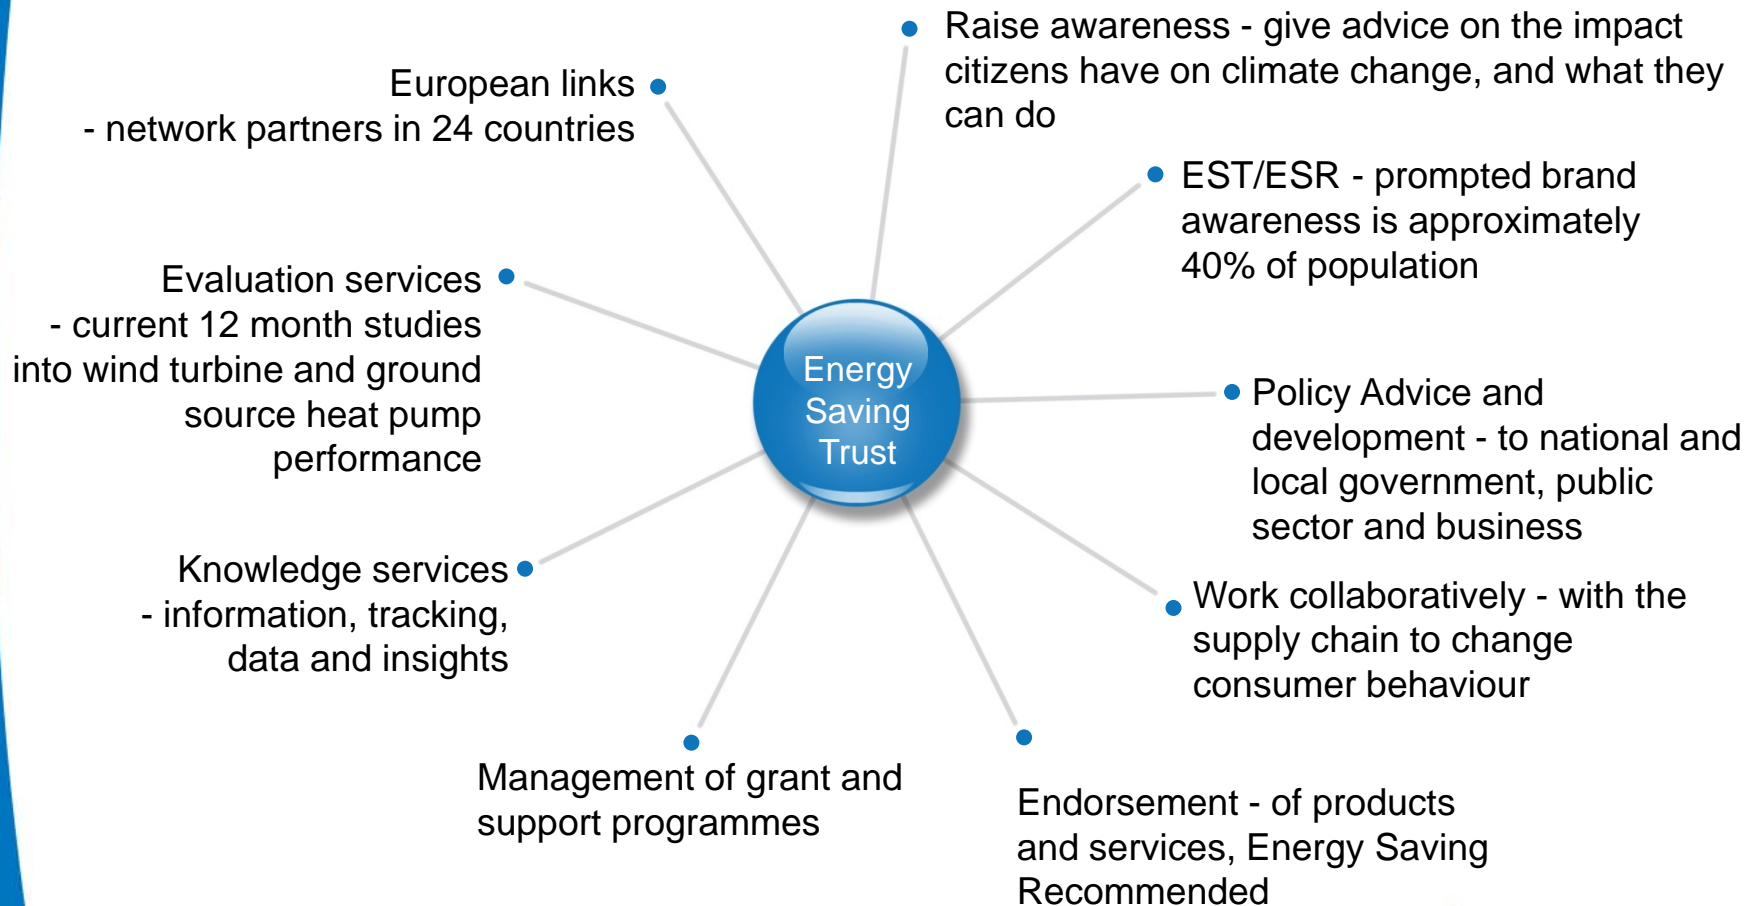 Raise awareness - give advice on the impact
citizens have on climate change, and what they
can do
European links
- network partners in 24 countries
EST/ESR - prompted brand
awareness is approximately
40% of population
Evaluation services
- current 12 month studies
into wind turbine and ground
source heat pump
performance
Energy
Saving
Trust
Policy Advice and
development - to national and
local government, public
sector and business
Knowledge services
- information, tracking,
data and insights
Work collaboratively - with the
supply chain to change
consumer behaviour
Management of grant and
support programmes
Endorsement - of products
and services, Energy Saving
Recommended